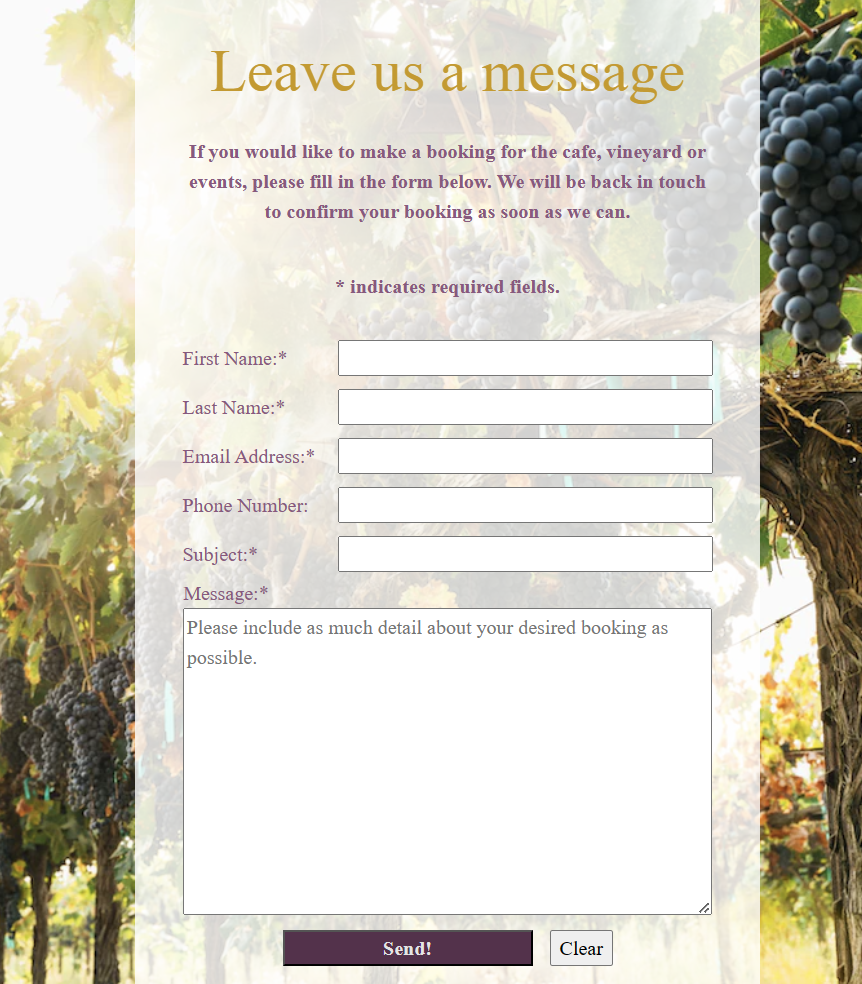 Leave us a message
If you would like to make a booking for the cafe, vineyard or
events, please fill in the form below. We will be back in touch
to confirm your booking as soon as we can.
* indicates required fields.
First Name:*
Last Name:*
Email Address:*
Phone Number:
Subject:*
Message:*
Please include as much detail about your desired booking as
possible.
Send! Clear